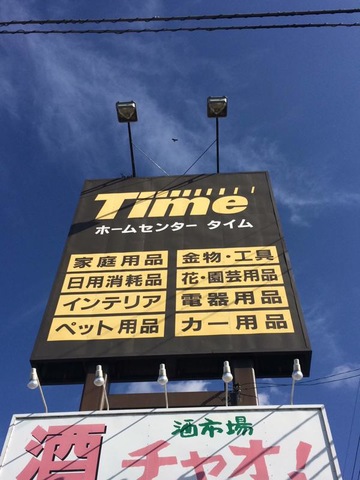 Time
ホームセンター タイム
家庭用品
金物・工具
日用消耗品
花・園芸用品
インテリア
電器用品
ペット用品
カー用品
酒市場
酒チャオ!